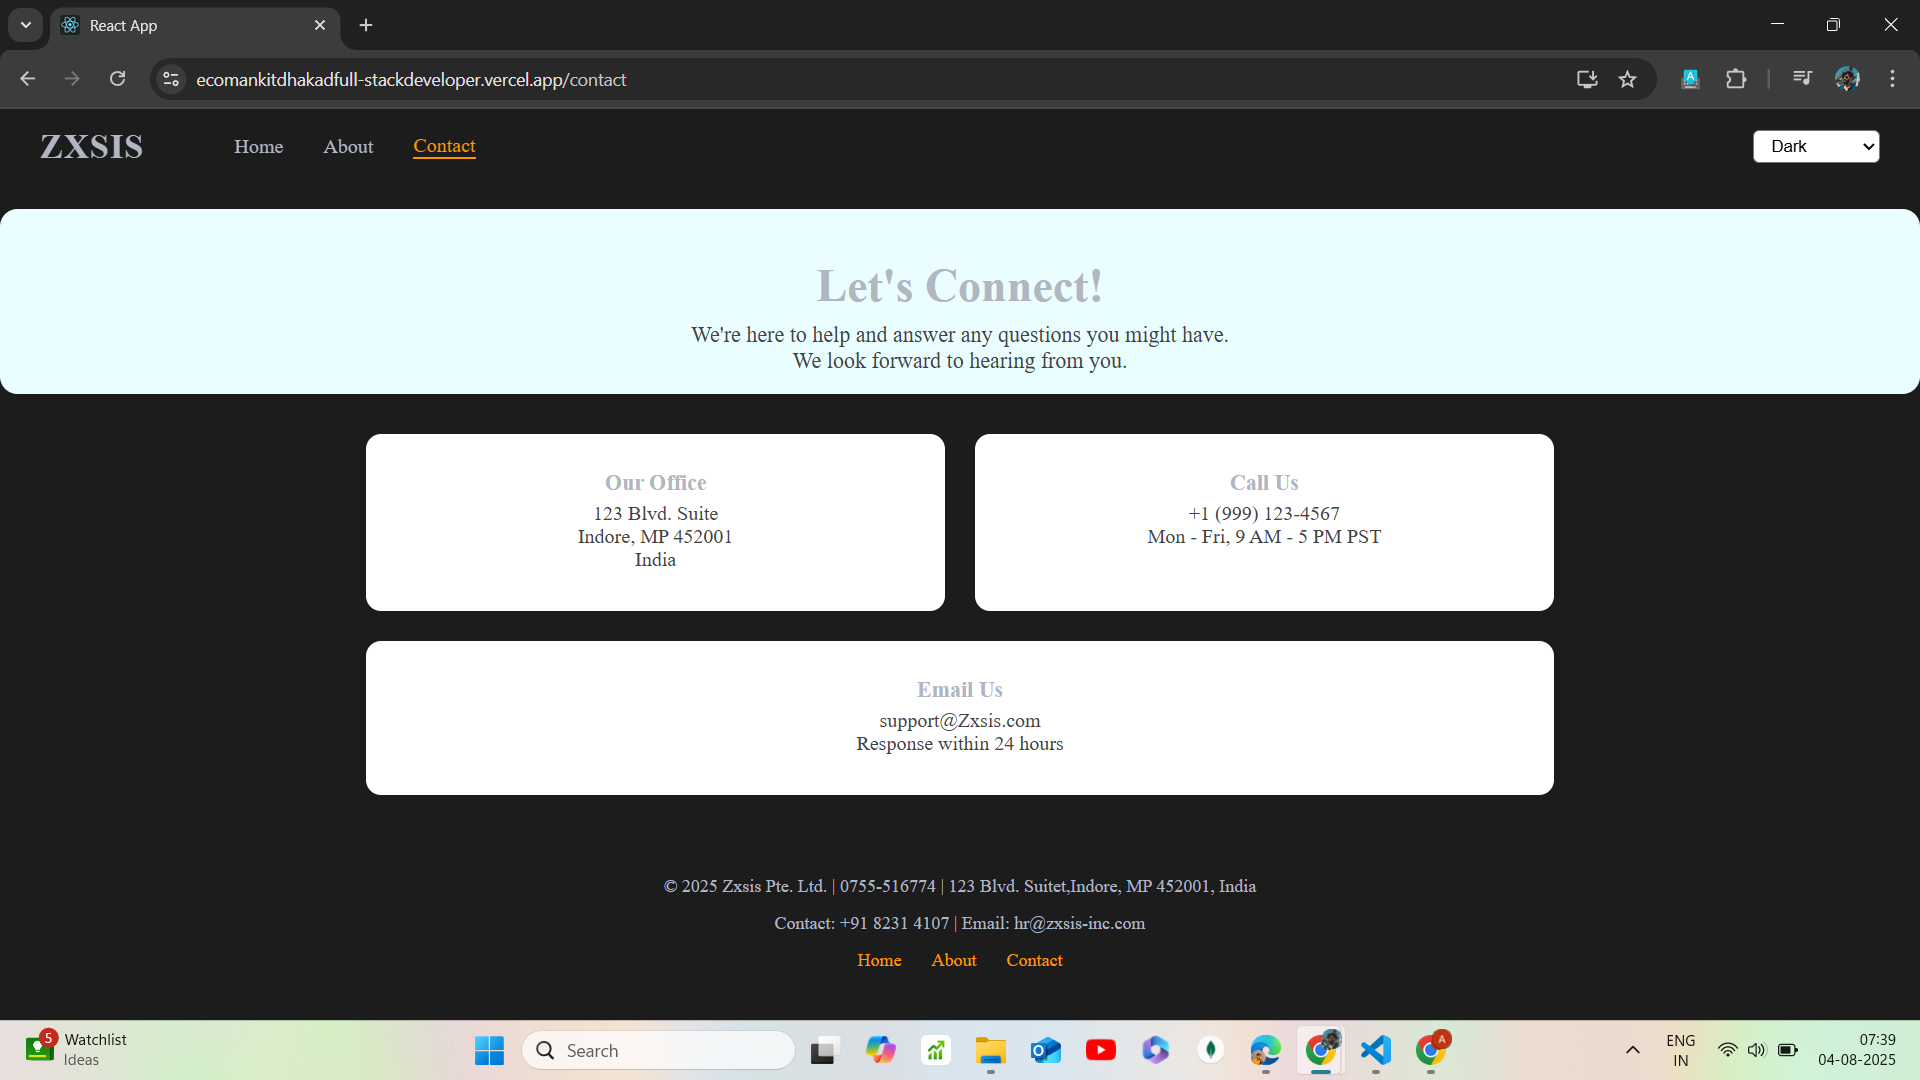 React App
ecomankitdhakadfull-stackdeveloper.vercel.app/contact
ZXSIS
Home
About
Contact
Dark
Let's Connect!
We're here to help and answer any questions you might have.
We look forward to hearing from you.
Our Office
123 Blvd. Suite
Indore, MP 452001
India
Call Us
+1 (999) 123-4567
Mon - Fri, 9 AM - 5 PM PST
Email Us
support@Zxsis.com
Response within 24 hours
© 2025 Zxsis Pte. Ltd. | 0755-516774 | 123 Blvd. Suitet,Indore, MP 452001, India
Contact: +91 8231 4107 | Email: hr@zxsis-inc.com
Home About Contact
5
Watchlist
Ideas
Search
A
ENG
IN
07:39
04-08-2025